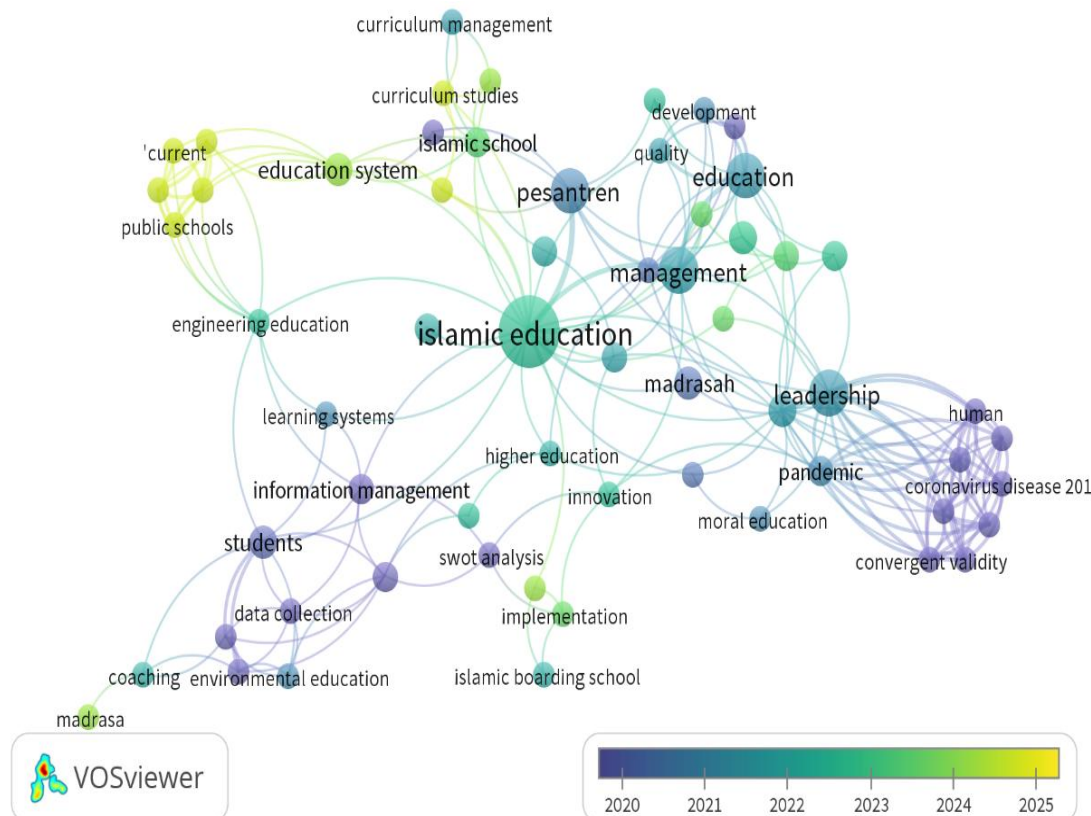 curriculum management
curriculum studies
development
'current
islamic school
quality
education system
pesantren
education
public schools
management
engineering education
islamic education
madrasah
leadership
learning systems
human
higher education
pandemic
information management
innovation
coronavirus disease 201
moral education
students
swot analysis
convergent validity
data collection
implementation
coaching
environmental education
islamic boarding school
madrasa
VOSviewer
2020 2021 2022 2023 2024 2025